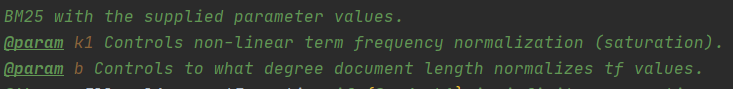 BM25 with the supplied parameter values.
@param k1 Controls non-linear term frequency normalization (saturation).
@param b Controls to what degree document length normalizes tf values.